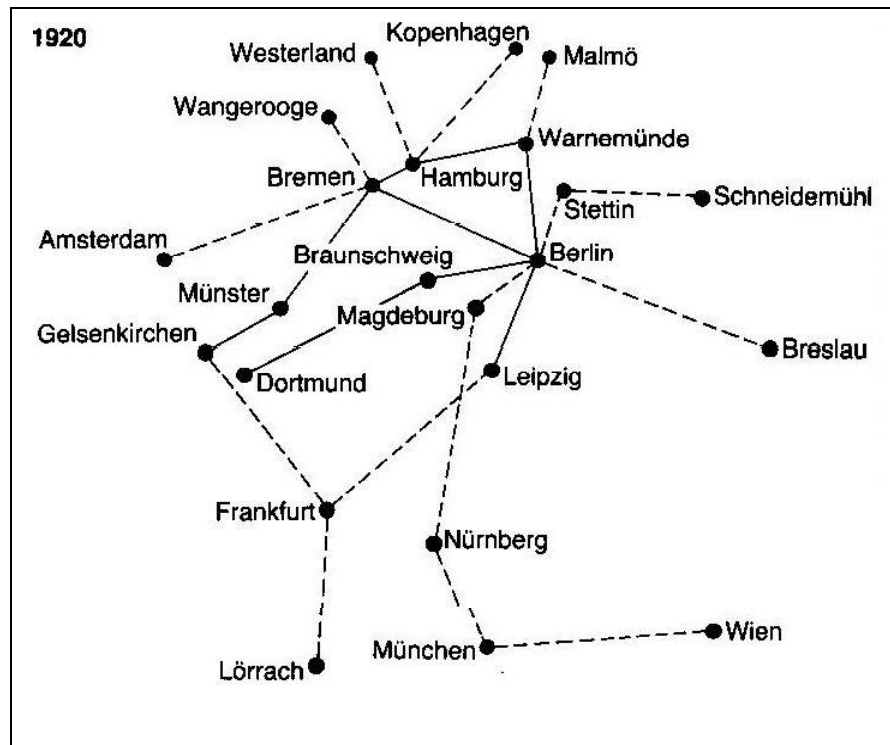 1920
Kopenhagen
Westerland
Malmö
Wangerooge
Warnemünde
Bremen
Hamburg
Stettin
Schneidemühl
Amsterdam
Braunschweig
Berlin
Münster
Magdeburg
Gelsenkirchen
Breslau
Dortmund
Leipzig
Frankfurt
Nürnberg
München
Wien
Lörrach